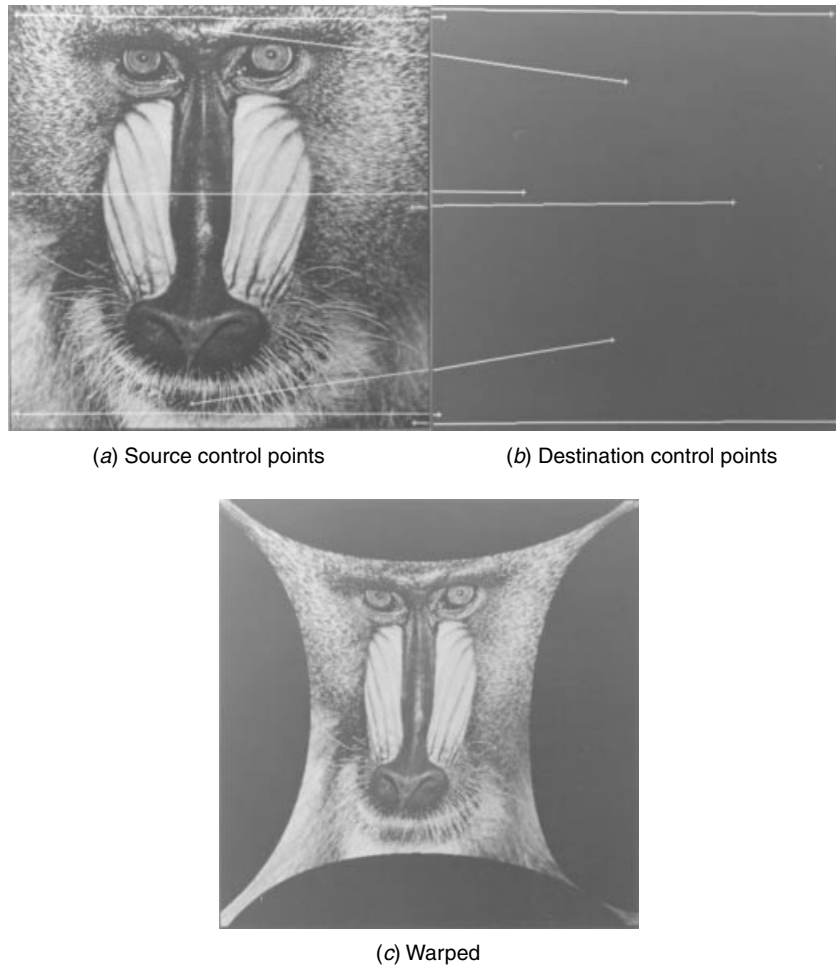 (a) Source control points
(b) Destination control points
(c) Warped